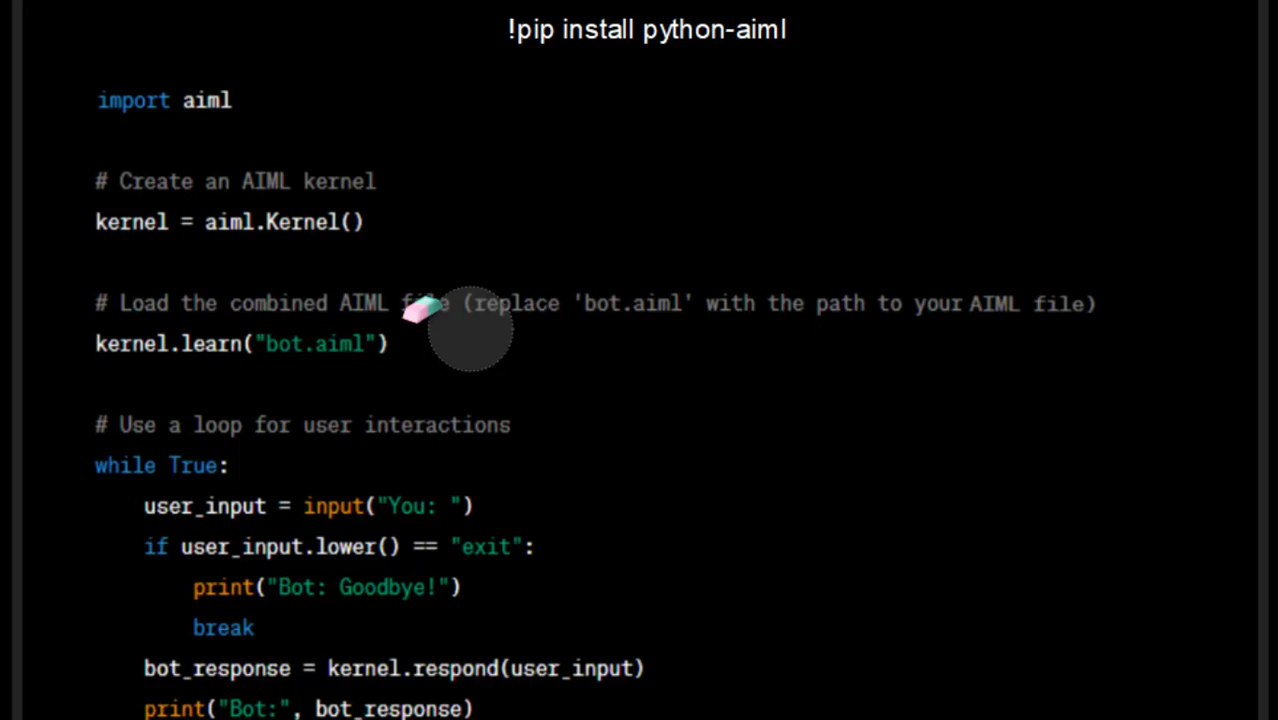 !pip install python-aiml
import aiml
# Create an AIML kernel
kernel = aiml.Kernel()
# Load the combined AIML file (replace 'bot.aiml' with the path to your AIML file)
kernel.learn("bot.aiml")
# Use a loop for user interactions
while True:
    user_input = input("You: ")
    if user_input.lower() == "exit":
        print("Bot: Goodbye!")
        break
    bot_response = kernel.respond(user_input)
    print("Bot:", bot_response)